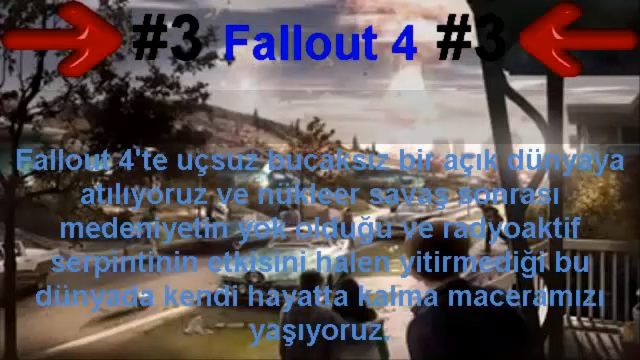 #3 Fallout 4 #3
Fallout 4'te uçsuz bucaksız bir açık dünyaya
atılıyoruz ve nükleer savaş sonrası
medeniyetin yok olduğu ve radyoaktif
serpintinin etkisini halen yitirmediği bu
dünyada kendi hayatta kalma maceramızı
yaşıyoruz.